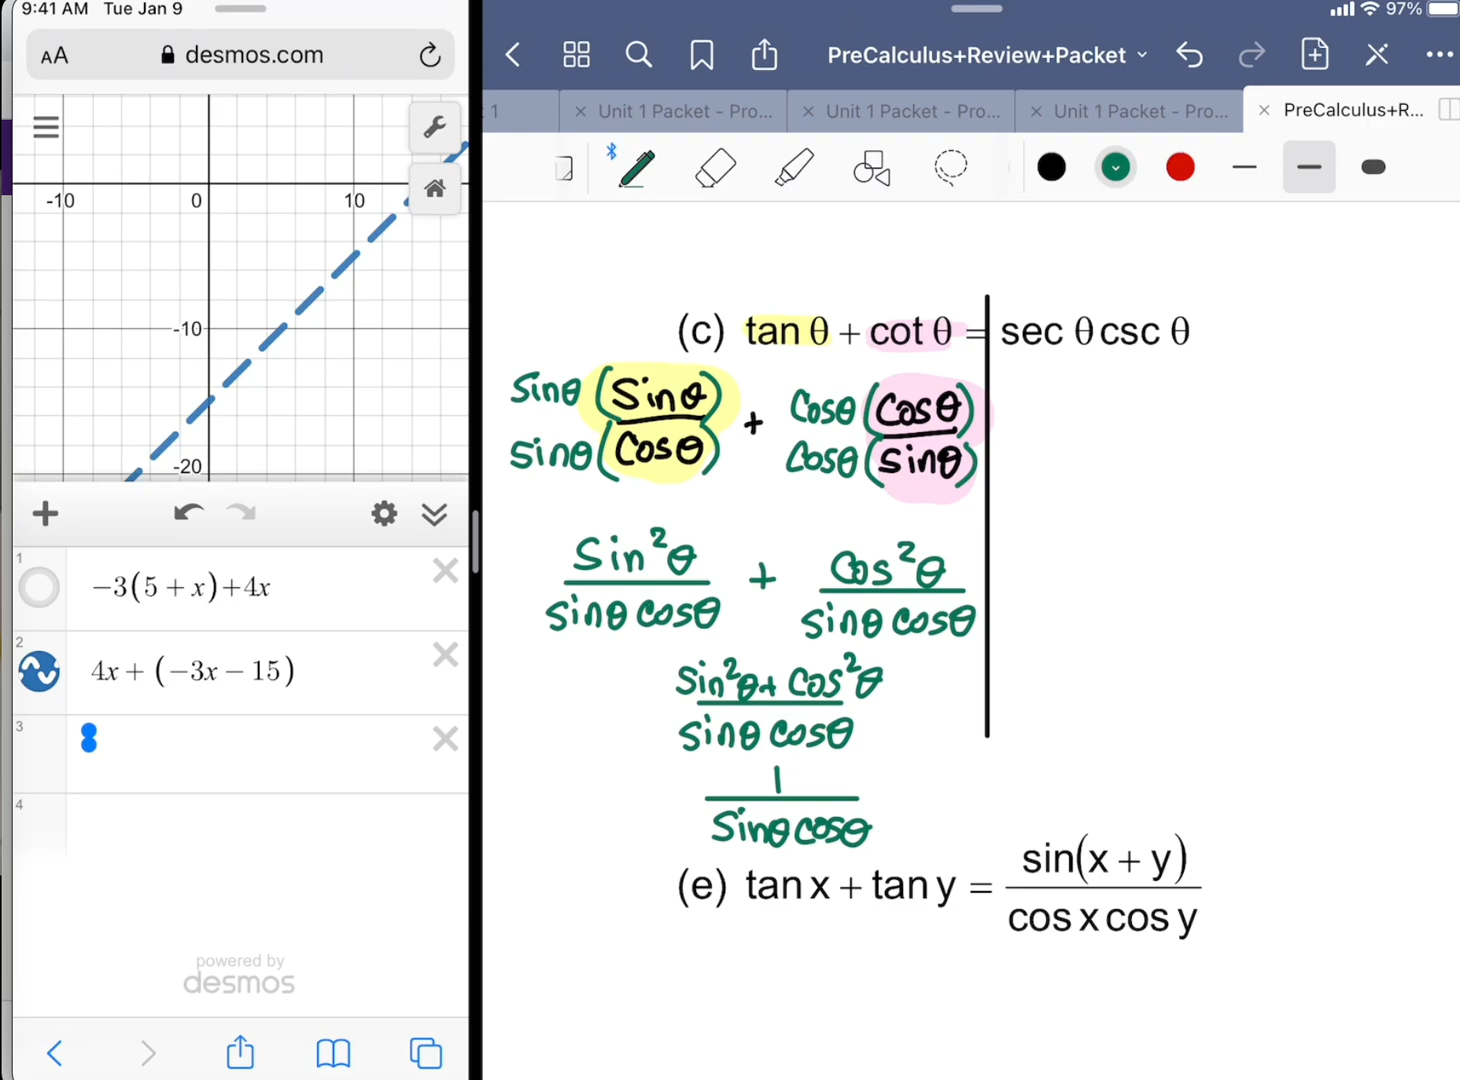 9:41 AM Tue Jan 9
97%
AA desmos.com
PreCalculus+Review+Packet
1
Unit 1 Packet - Pro...
Unit 1 Packet - Pro...
Unit 1 Packet - Pro...
PreCalculus+R...
-10 0 10
-10
-20
1
−3(5 + x)+4x
2
4x + (−3x − 15)
3
4
powered by
desmos
(c) tan θ + cot θ = sec θ csc θ
sinθ (sinθ) + cosθ (cosθ)
sinθ (cosθ) cosθ (sinθ)
sin²θ + cos²θ
sinθ cosθ sinθ cosθ
sin²θ + cos²θ
sinθ cosθ
1
sinθ cosθ
(e) tan x + tan y = sin(x + y)
cos x cos y